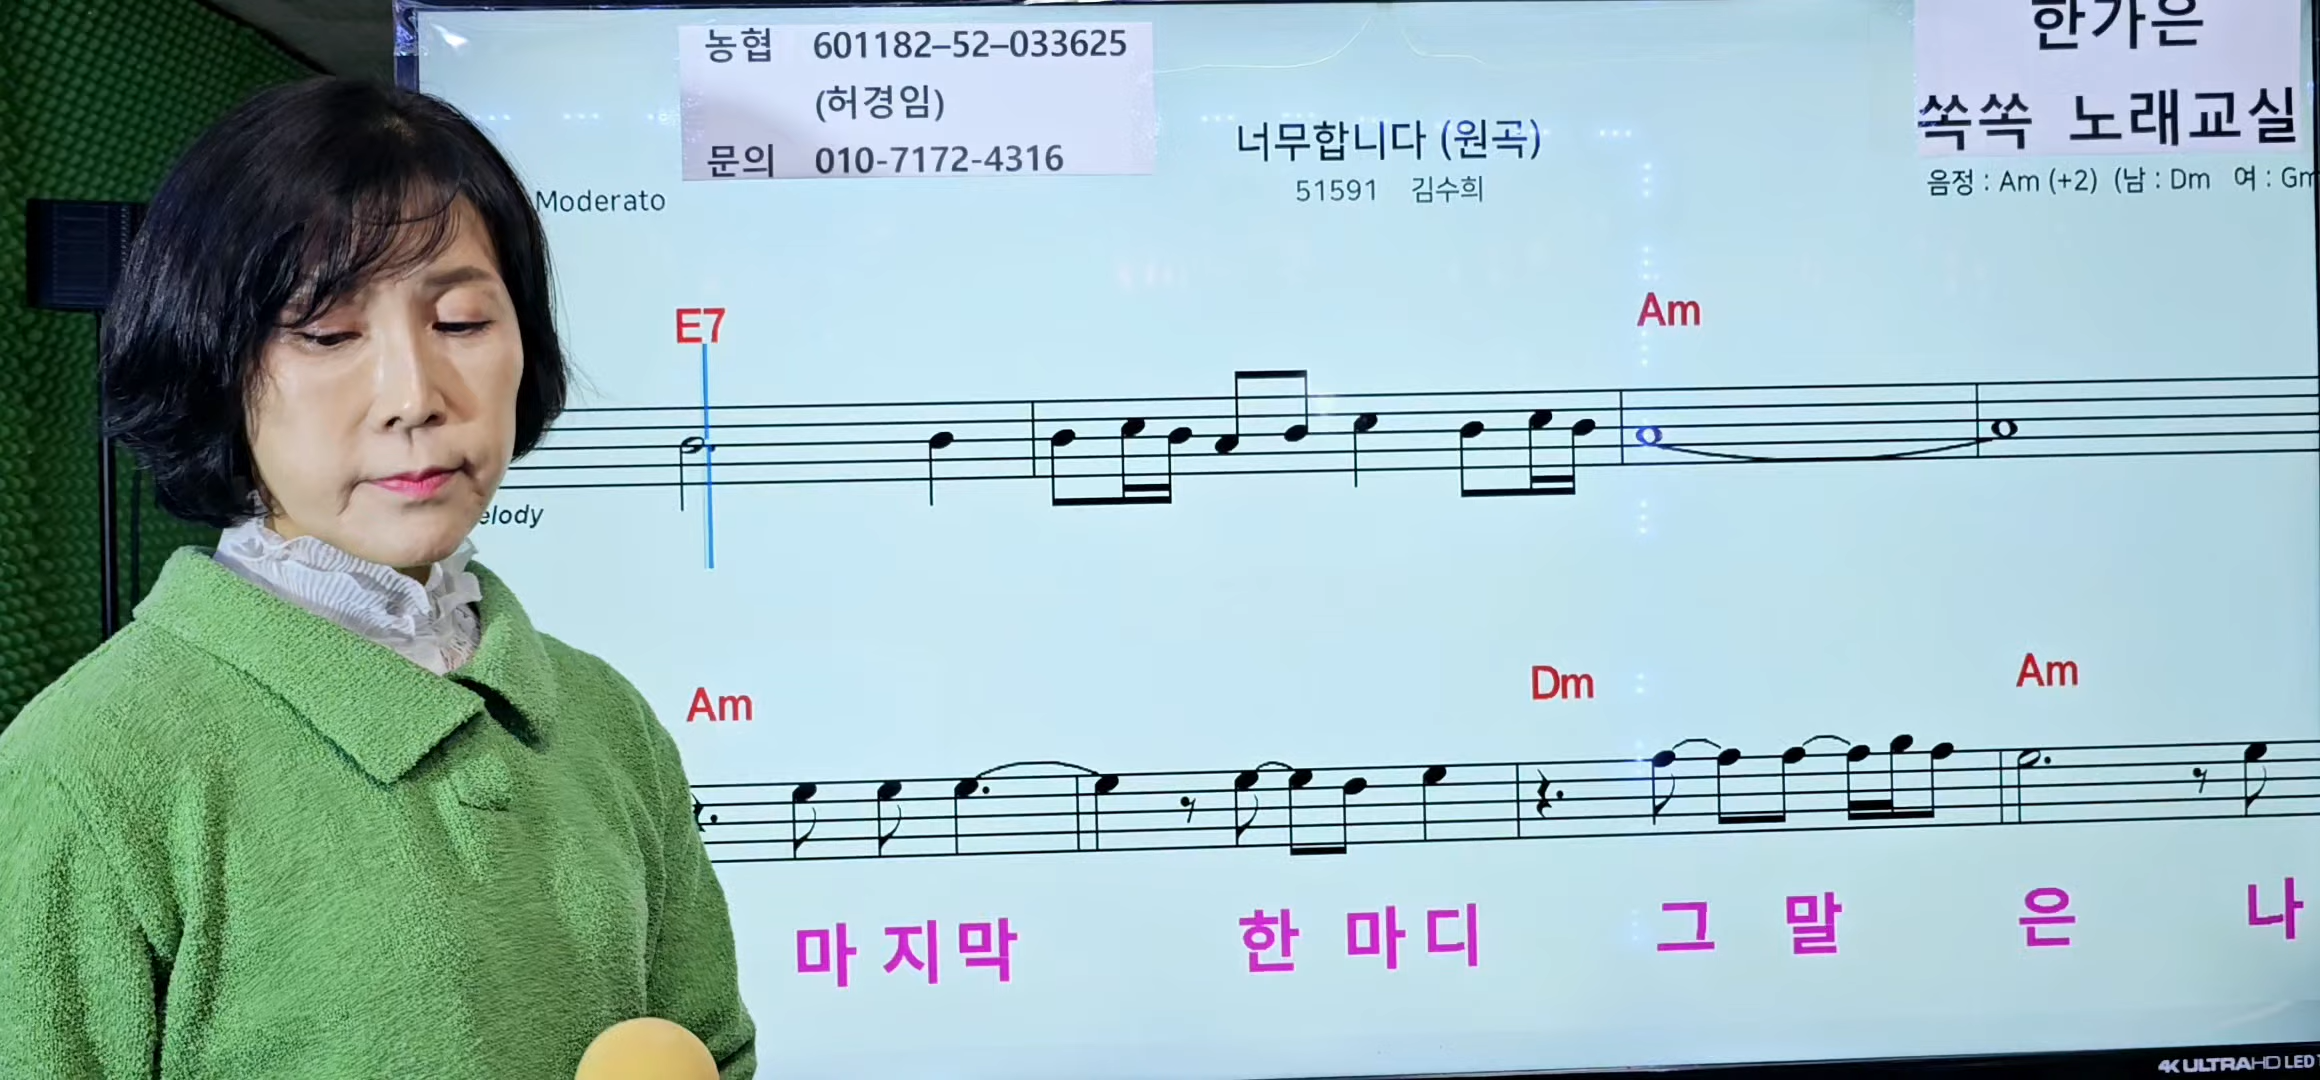 농협 601182-52-033625
(허경임)
문의 010-7172-4316
한가은
쏙쏙 노래교실
너무합니다 (원곡)
51591 김수희
음정 : Am (+2) (남 : Dm 여 : Gm
Moderato
E7 Am
elody
Am Dm Am
마지막 한 마디 그 말 은 나
4K ULTRAHD LED